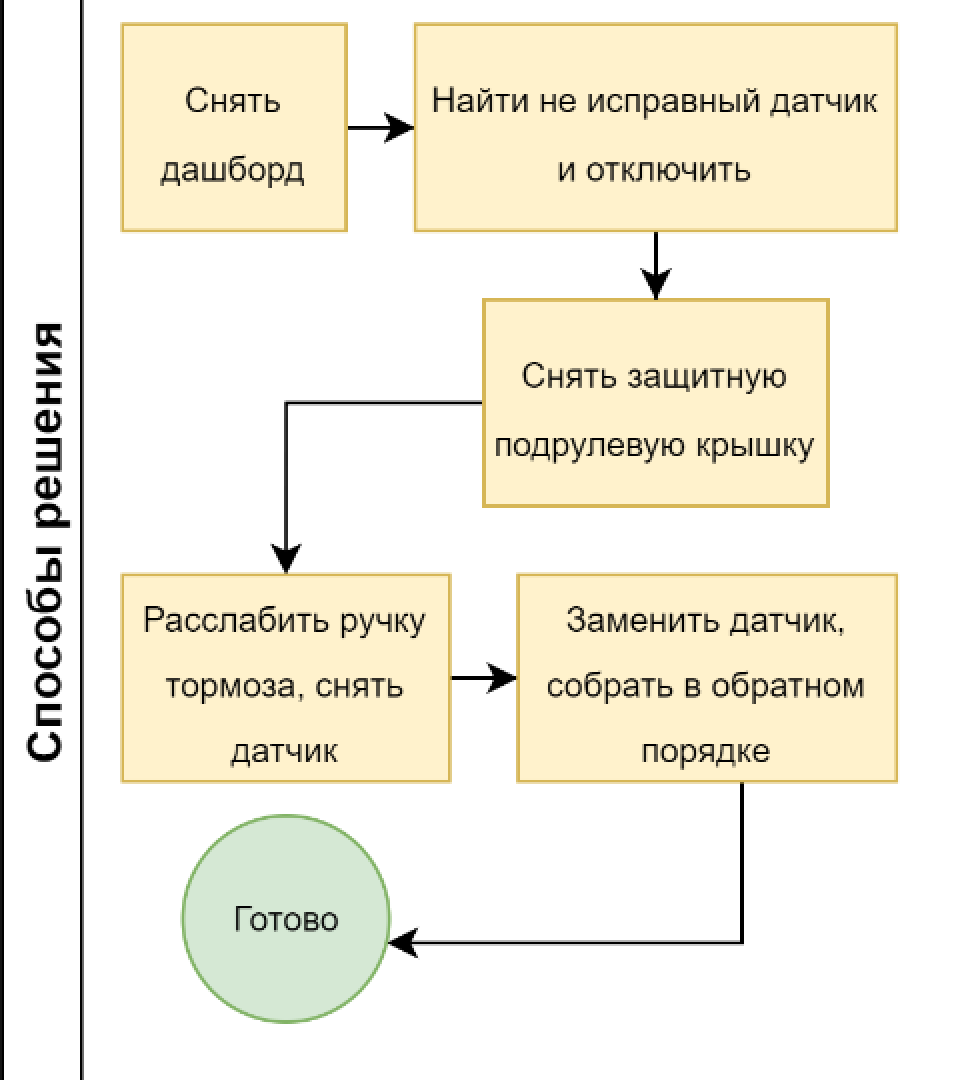 Способы решения
Снять
дашборд
Найти не исправный датчик
и отключить
Снять защитную
подрулевую крышку
Расслабить ручку
тормоза, снять
датчик
Заменить датчик,
собрать в обратном
порядке
Готово